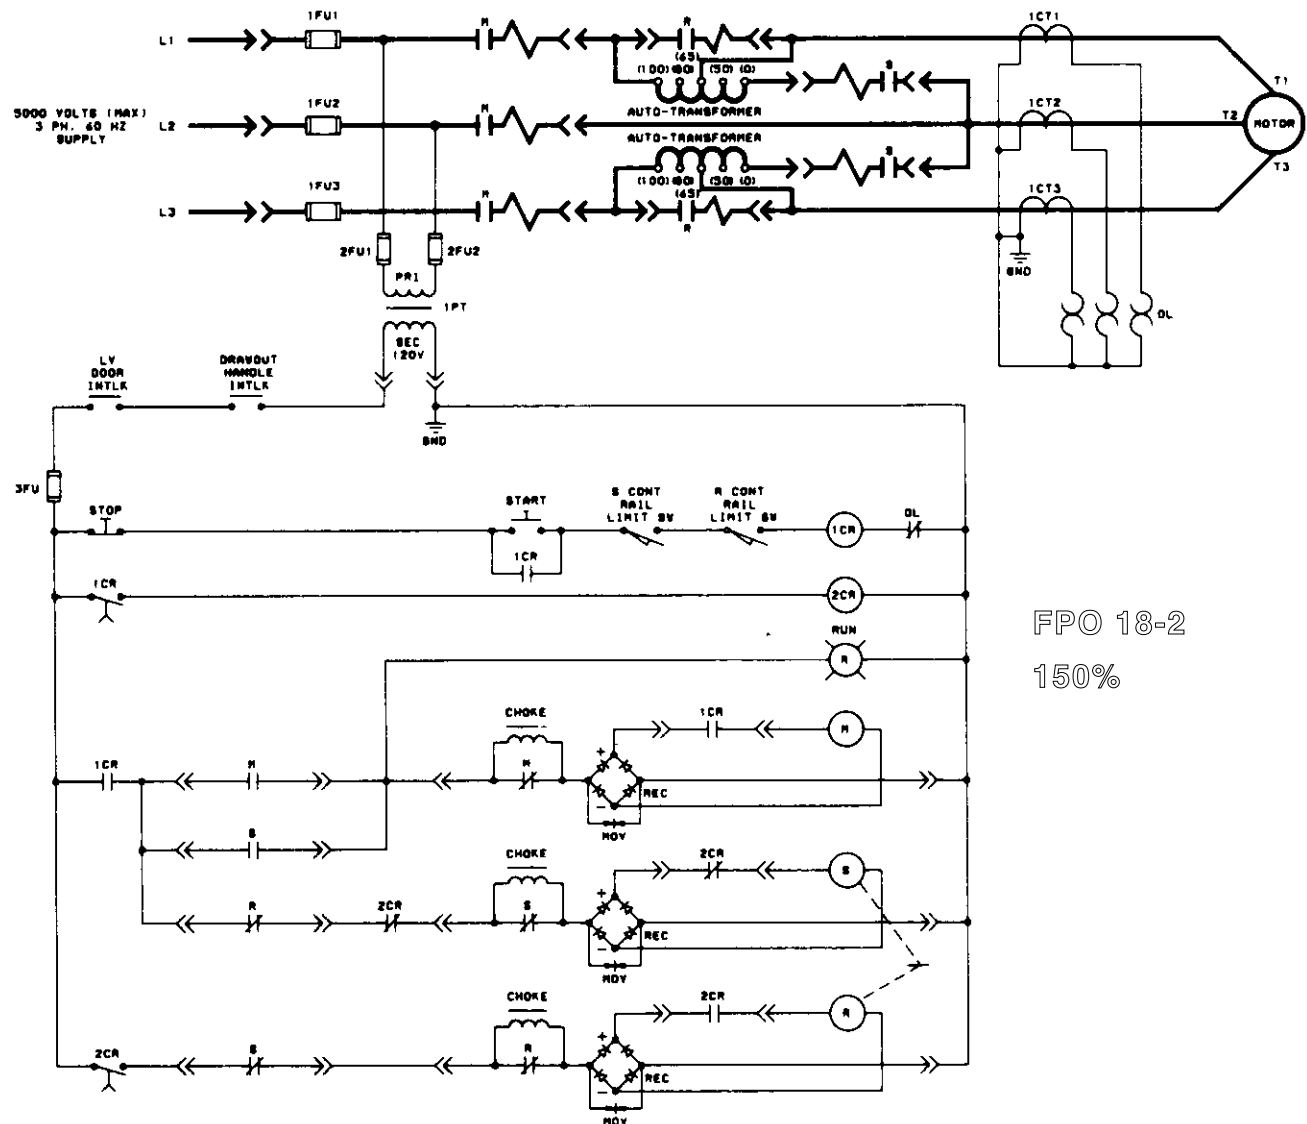 1FU1
M
R
1CT1
L1
(65)
(100) (80) (50) (0)
S
T1
AUTO-TRANSFORMER
5000 VOLTS (MAX)
3 PH. 60 HZ
SUPPLY
1FU2
M
L2
1CT2
T2
MOTOR
AUTO-TRANSFORMER
S
T3
(100) (80) (50) (0)
(65)
1FU3
M
L3
R
1CT3
2FU1
2FU2
GND
PRI
1PT
OL
SEC
120V
LV
DOOR
INTLK
DRAWOUT
HANDLE
INTLK
GND
3FU
STOP
START
S CONT
RAIL
LIMIT SW
R CONT
RAIL
LIMIT SW
1CR
OL
1CR
1CR
2CR
RUN
R
FPO 18-2
150%
CHOKE
1CR
M
1CR
M
M
+
REC
-
MOV
S
CHOKE
2CR
S
R
2CR
S
+
REC
-
MOV
CHOKE
2CR
R
2CR
S
R
+
REC
-
MOV